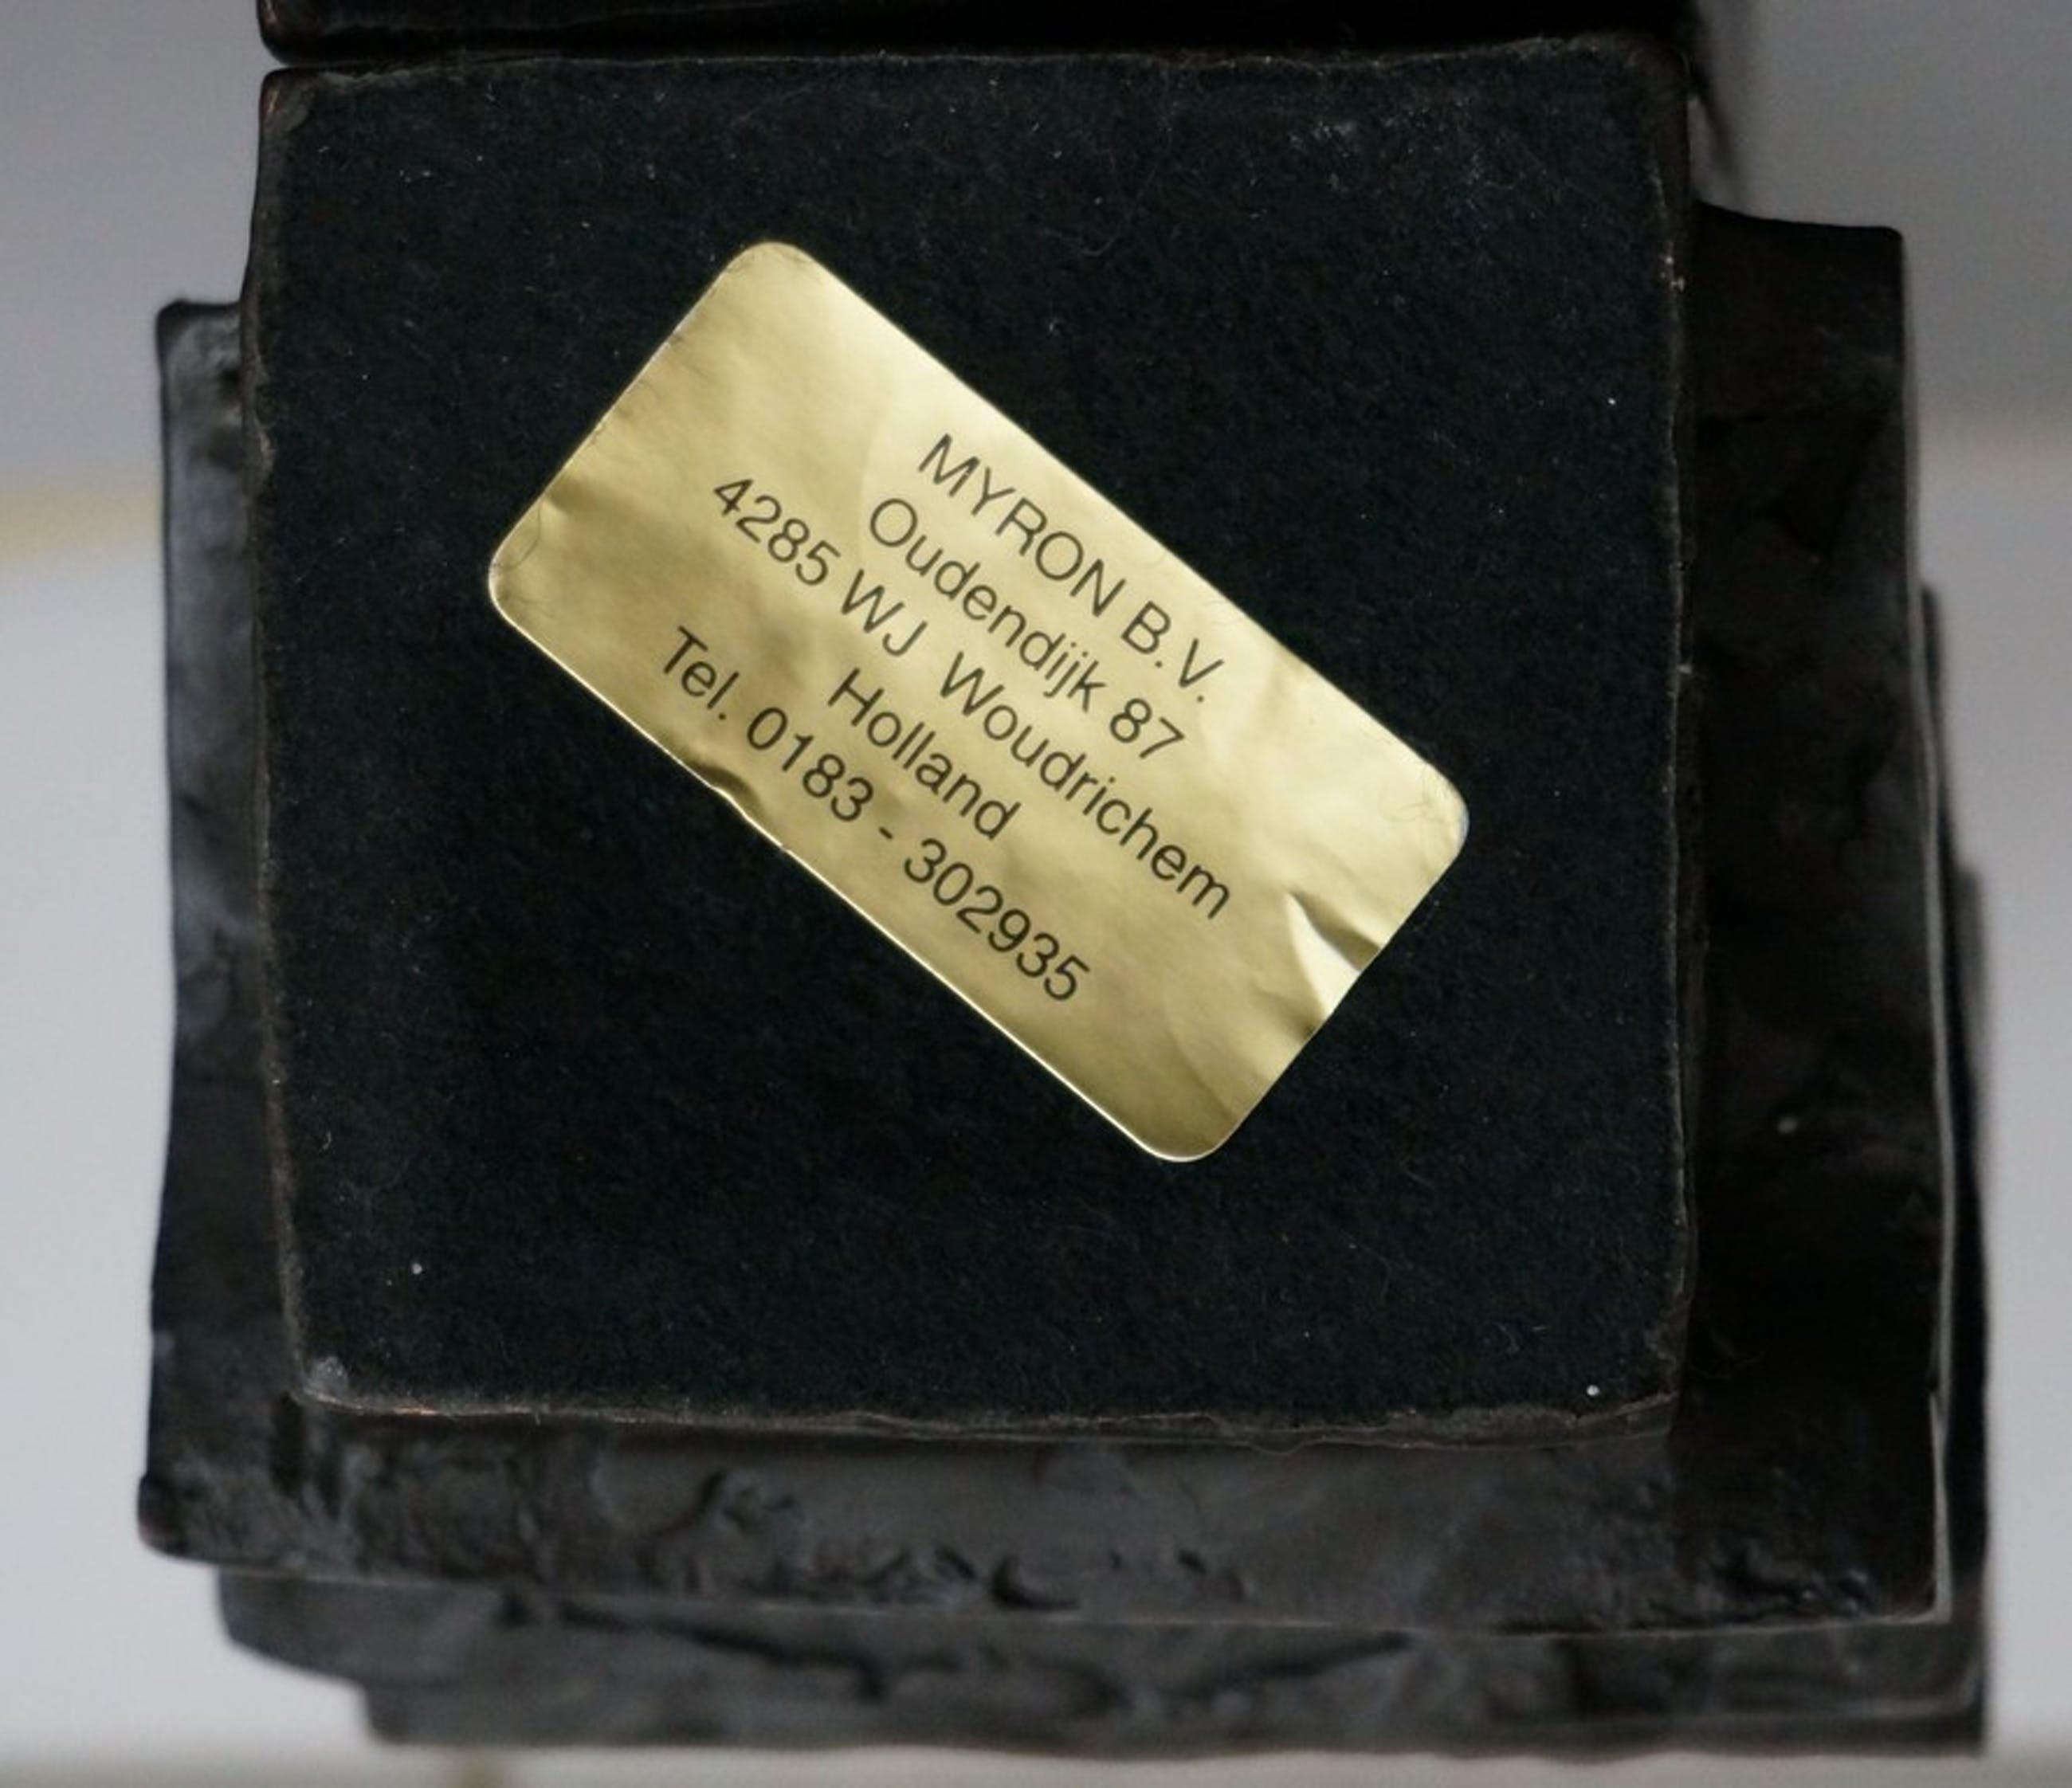 MYRON B.V.
Oudendijk 87
4285 WJ Woudrichem
Holland
Tel. 0183 - 302935